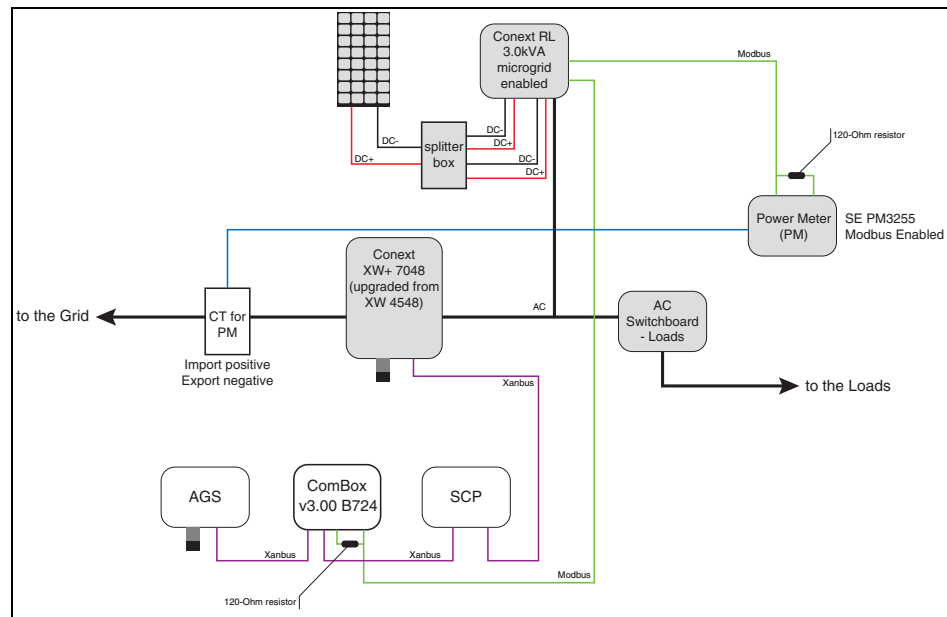 Conext RL
3.0kVA
microgrid
enabled
Modbus
DC-
DC+
splitter
box
DC-
DC+
DC-
DC+
120-Ohm resistor
Power Meter
(PM)
SE PM3255
Modbus Enabled
Conext
XW+ 7048
(upgraded from
XW 4548)
to the Grid
CT for
PM
Import positive
Export negative
AC
AC
Switchboard
- Loads
to the Loads
Xanbus
AGS
ComBox
v3.00 B724
SCP
Xanbus
Xanbus
Modbus
120-Ohm resistor